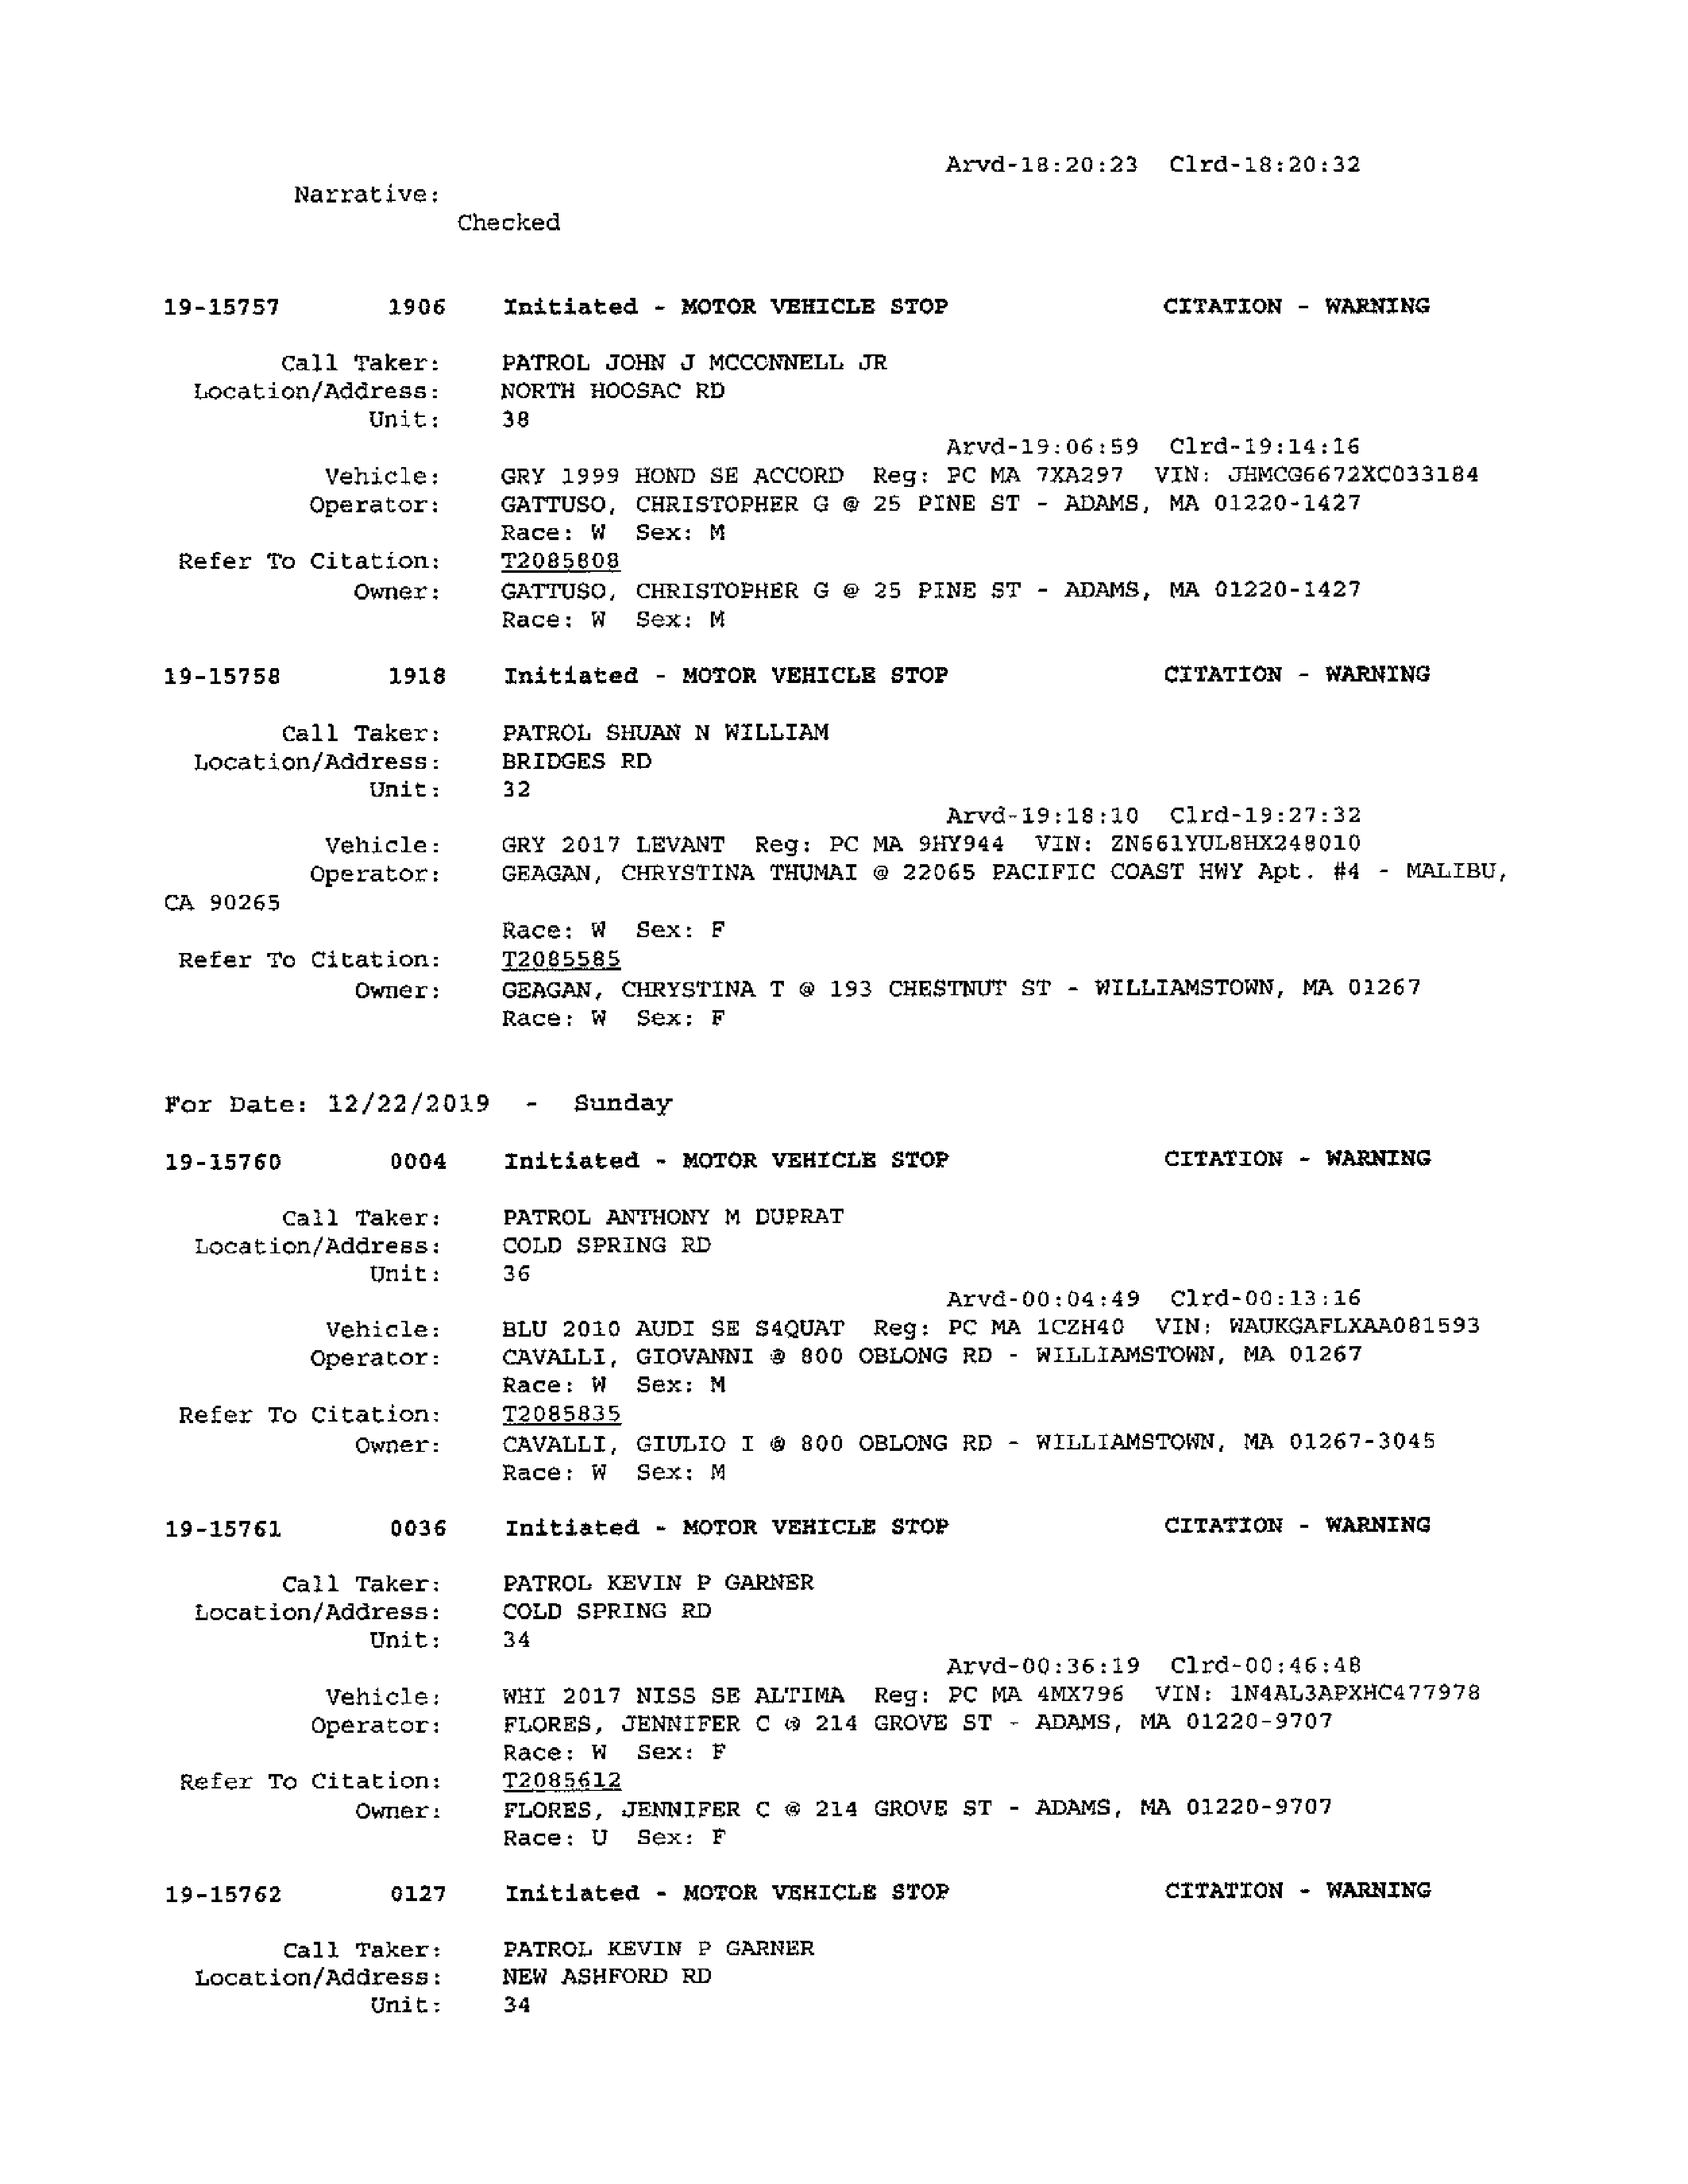 Arvd-18:20:23 Clrd-18:20:32
Narrative:
Checked
19-15757 1906 Initiated - MOTOR VEHICLE STOP CITATION - WARNING
Call Taker: PATROL JOHN J MCCONNELL JR
Location/Address: NORTH HOOSAC RD
Unit: 38
Arvd-19:06:59 Clrd-19:14:16
Vehicle: GRY 1999 HOND SE ACCORD Reg: PC MA 7XA297 VIN: JHMCG6672XC033184
Operator: GATTUSO, CHRISTOPHER G @ 25 PINE ST - ADAMS, MA 01220-1427
Race: W Sex: M
Refer To Citation: T2085808
Owner: GATTUSO, CHRISTOPHER G @ 25 PINE ST - ADAMS, MA 01220-1427
Race: W Sex: M
19-15758 1918 Initiated - MOTOR VEHICLE STOP CITATION - WARNING
Call Taker: PATROL SHUAN N WILLIAM
Location/Address: BRIDGES RD
Unit: 32
Arvd-19:18:10 Clrd-19:27:32
Vehicle: GRY 2017 LEVANT Reg: PC MA 9HY944 VIN: ZN661YUL8HX248010
Operator: GEAGAN, CHRYSTINA THUMAI @ 22065 PACIFIC COAST HWY Apt. #4 - MALIBU,
CA 90265
Race: W Sex: F
Refer To Citation: T2085585
Owner: GEAGAN, CHRYSTINA T @ 193 CHESTNUT ST - WILLIAMSTOWN, MA 01267
Race: W Sex: F
For Date: 12/22/2019 - Sunday
19-15760 0004 Initiated - MOTOR VEHICLE STOP CITATION - WARNING
Call Taker: PATROL ANTHONY M DUPRAT
Location/Address: COLD SPRING RD
Unit: 36
Arvd-00:04:49 Clrd-00:13:16
Vehicle: BLU 2010 AUDI SE S4QUAT Reg: PC MA 1CZH40 VIN: WAUKGAFLXAA081593
Operator: CAVALLI, GIOVANNI @ 800 OBLONG RD - WILLIAMSTOWN, MA 01267
Race: W Sex: M
Refer To Citation: T2085835
Owner: CAVALLI, GIULIO I @ 800 OBLONG RD - WILLIAMSTOWN, MA 01267-3045
Race: W Sex: M
19-15761 0036 Initiated - MOTOR VEHICLE STOP CITATION - WARNING
Call Taker: PATROL KEVIN P GARNER
Location/Address: COLD SPRING RD
Unit: 34
Arvd-00:36:19 Clrd-00:46:48
Vehicle: WHI 2017 NISS SE ALTIMA Reg: PC MA 4MX796 VIN: 1N4AL3APXHC477978
Operator: FLORES, JENNIFER C @ 214 GROVE ST - ADAMS, MA 01220-9707
Race: W Sex: F
Refer To Citation: T2085612
Owner: FLORES, JENNIFER C @ 214 GROVE ST - ADAMS, MA 01220-9707
Race: U Sex: F
19-15762 0127 Initiated - MOTOR VEHICLE STOP CITATION - WARNING
Call Taker: PATROL KEVIN P GARNER
Location/Address: NEW ASHFORD RD
Unit: 34